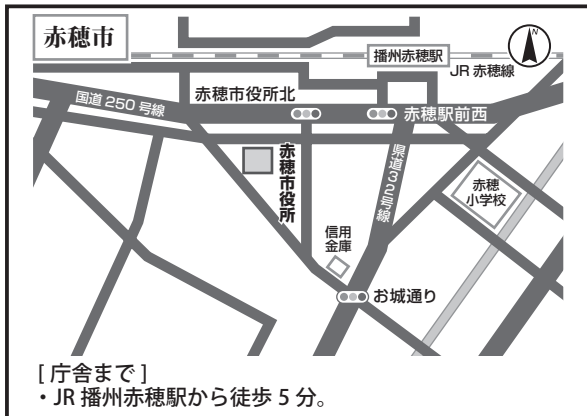 赤穂市
播州赤穂駅
N
JR 赤穂線
国道 250 号線
赤穂市役所北
赤穂駅前西
赤穂市役所
県道32号線
赤穂
小学校
信用
金庫
お城通り
[ 庁舎まで ]
・JR 播州赤穂駅から徒歩 5 分。